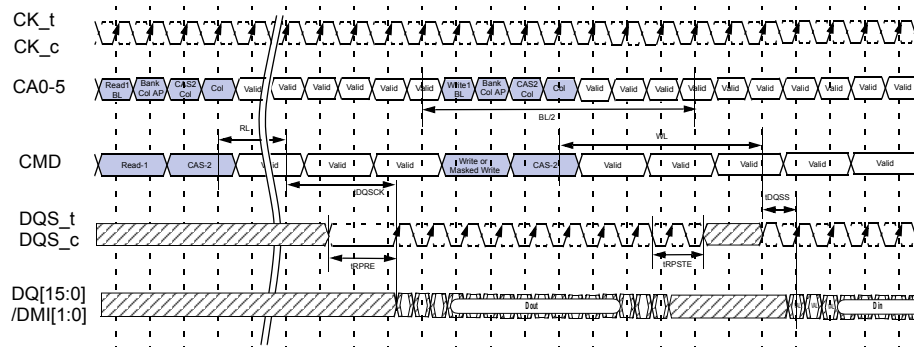 CK_t
CK_c
CA0-5
Read1 BL
Bank Col AP
CAS2 Col
Col
Valid
Valid
Valid
Valid
Valid
Valid
Write1 BL
Bank Col AP
CAS2 Col
Col
Valid
Valid
Valid
Valid
Valid
Valid
Valid
Valid
Valid
Valid
BL/2
RL
WL
CMD
Read-1
CAS-2
Valid
Valid
Valid
Write or Masked Write
CAS-2
Valid
Valid
Valid
Valid
Valid
tDQSCK
tDQSS
DQS_t
DQS_c
tRPRE
tRPSTE
DQ[15:0]
/DMI[1:0]
Dout
Din